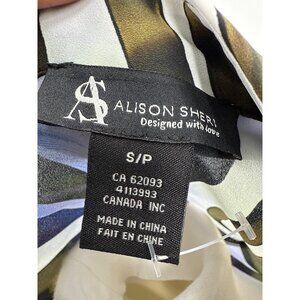 AS ALISON SHERI
Designed with love
S/P
CA 62093
4113993
CANADA INC
MADE IN CHINA
FAIT EN CHINE